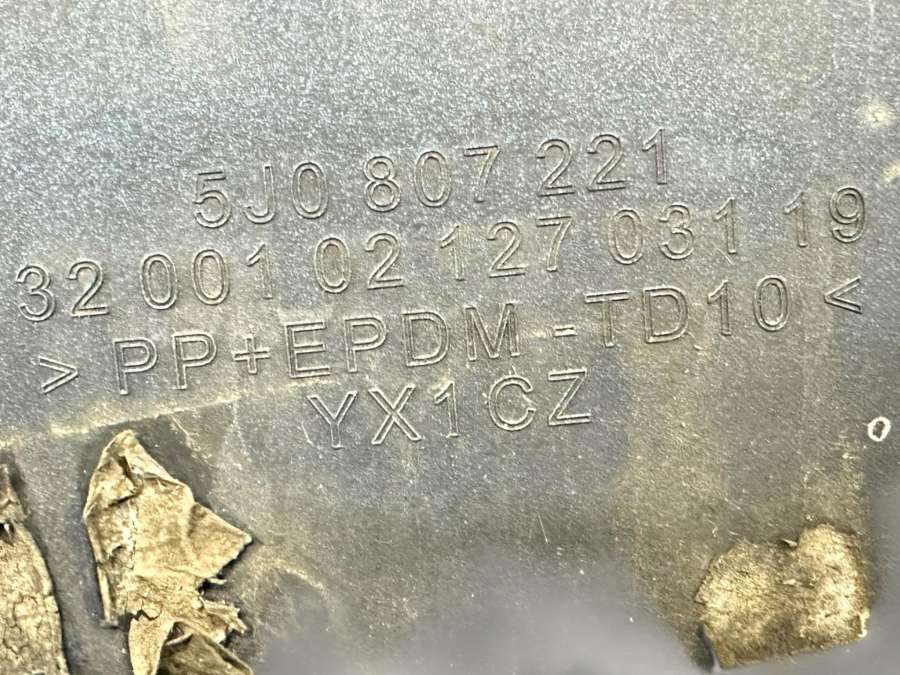 5J0 807 221
32 001 02 127 031 19
>PP+EPDM-TD10<
YX1CZ